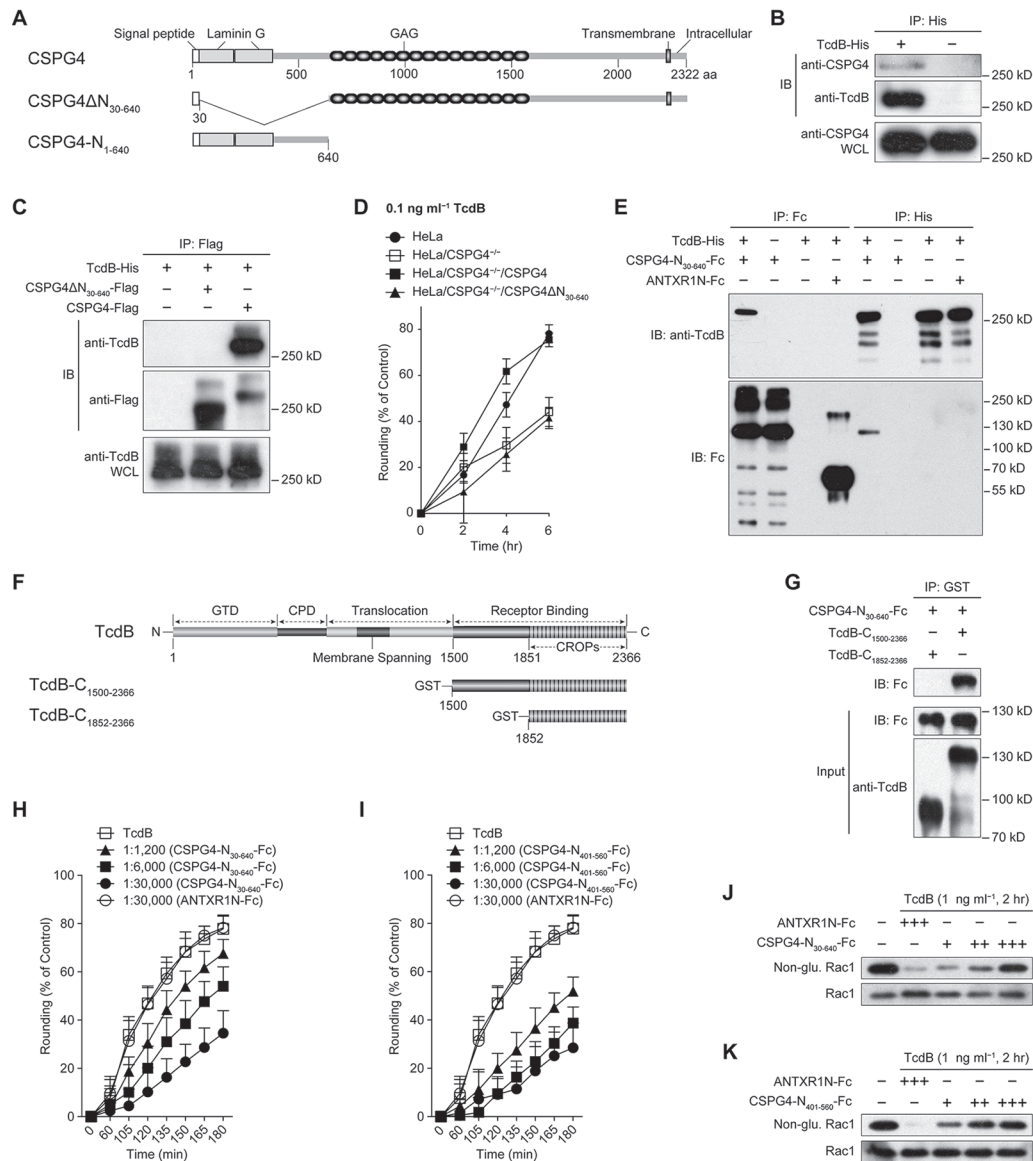 A
Signal peptide
Laminin G
GAG
Transmembrane
Intracellular
CSPG4
1
500
1000
1500
2000
2322 aa
CSPG4ΔN30-640
30
CSPG4-N1-640
640
B
IP: His
TcdB-His + −
IB
anti-CSPG4
250 kD
anti-TcdB
250 kD
anti-CSPG4
WCL
250 kD
C
IP: Flag
TcdB-His + + +
CSPG4ΔN30-640-Flag − + −
CSPG4-Flag − − +
IB
anti-TcdB
250 kD
anti-Flag
250 kD
anti-TcdB
WCL
250 kD
D
0.1 ng ml⁻¹ TcdB
HeLa
HeLa/CSPG4⁻/⁻
HeLa/CSPG4⁻/⁻/CSPG4
HeLa/CSPG4⁻/⁻/CSPG4ΔN30-640
Rounding (% of Control)
80
60
40
20
0
0 2 4 6
Time (hr)
E
IP: Fc
IP: His
TcdB-His + − + + + − + +
CSPG4-N30-640-Fc + + − − + + − −
ANTXR1N-Fc − − − + − − − +
IB: anti-TcdB
250 kD
IB: Fc
250 kD
130 kD
100 kD
70 kD
55 kD
F
GTD
CPD
Translocation
Receptor Binding
TcdB
N
C
1
Membrane Spanning
1500
1851
CROPs
2366
TcdB-C1500-2366
GST
1500
TcdB-C1852-2366
GST
1852
G
IP: GST
CSPG4-N30-640-Fc + +
TcdB-C1500-2366 − +
TcdB-C1852-2366 + −
IB: Fc
Input
IB: Fc
130 kD
anti-TcdB
130 kD
100 kD
70 kD
H
TcdB
1:1,200 (CSPG4-N30-640-Fc)
1:6,000 (CSPG4-N30-640-Fc)
1:30,000 (CSPG4-N30-640-Fc)
1:30,000 (ANTXR1N-Fc)
Rounding (% of Control)
100
80
60
40
20
0
0 60 105 120 135 150 165 180
Time (min)
I
TcdB
1:1,200 (CSPG4-N401-560-Fc)
1:6,000 (CSPG4-N401-560-Fc)
1:30,000 (CSPG4-N401-560-Fc)
1:30,000 (ANTXR1N-Fc)
Rounding (% of Control)
100
80
60
40
20
0
0 60 105 120 135 150 165 180
Time (min)
J
TcdB (1 ng ml⁻¹, 2 hr)
ANTXR1N-Fc − +++ − − −
CSPG4-N30-640-Fc − − + ++ +++
Non-glu. Rac1
Rac1
K
TcdB (1 ng ml⁻¹, 2 hr)
ANTXR1N-Fc − +++ − − −
CSPG4-N401-560-Fc − − + ++ +++
Non-glu. Rac1
Rac1